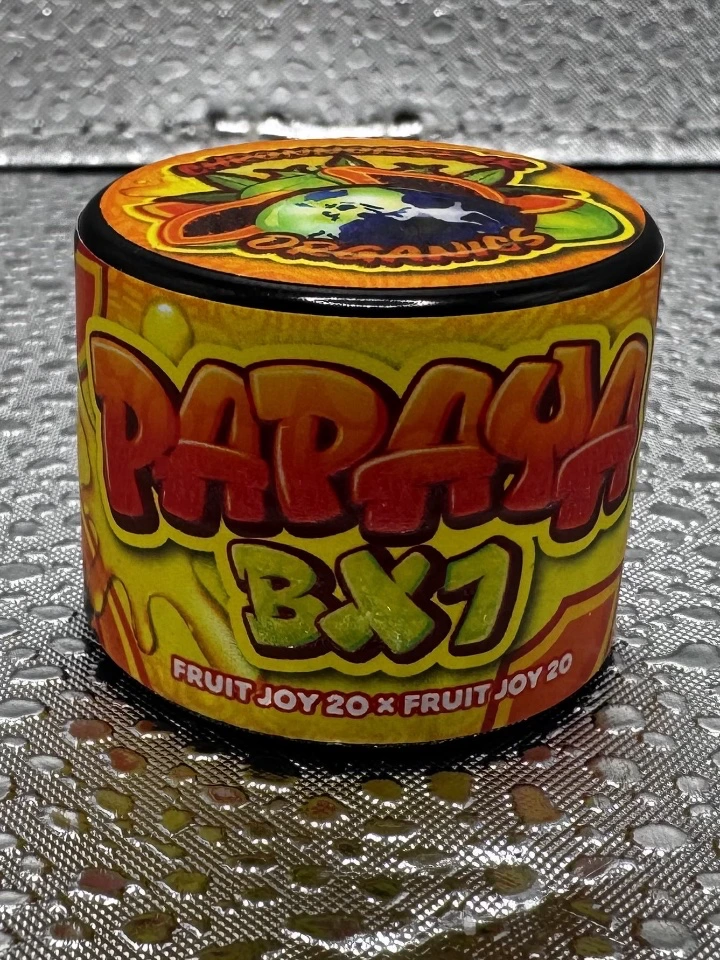 ORGANICS
PAPAYA
BX1
FRUIT JOY 20 × FRUIT JOY 20